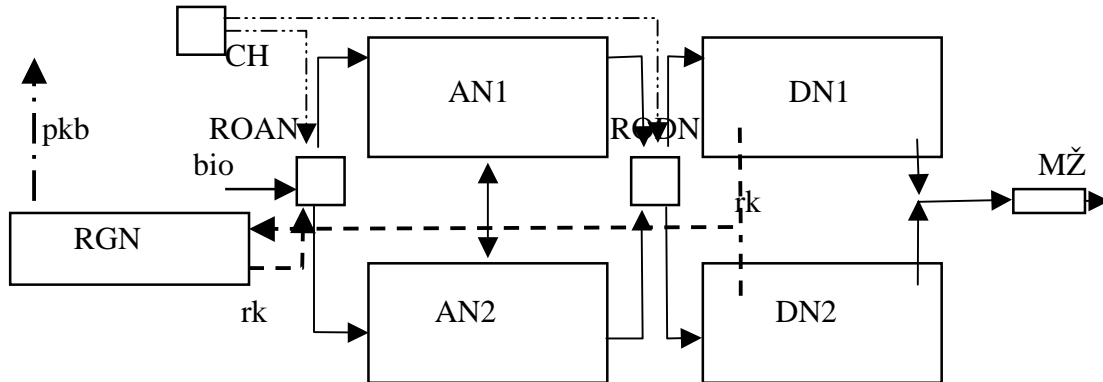 CH
AN1
DN1
pkb
ROAN
RODN
bio
MŽ
rk
RGN
rk
AN2
DN2